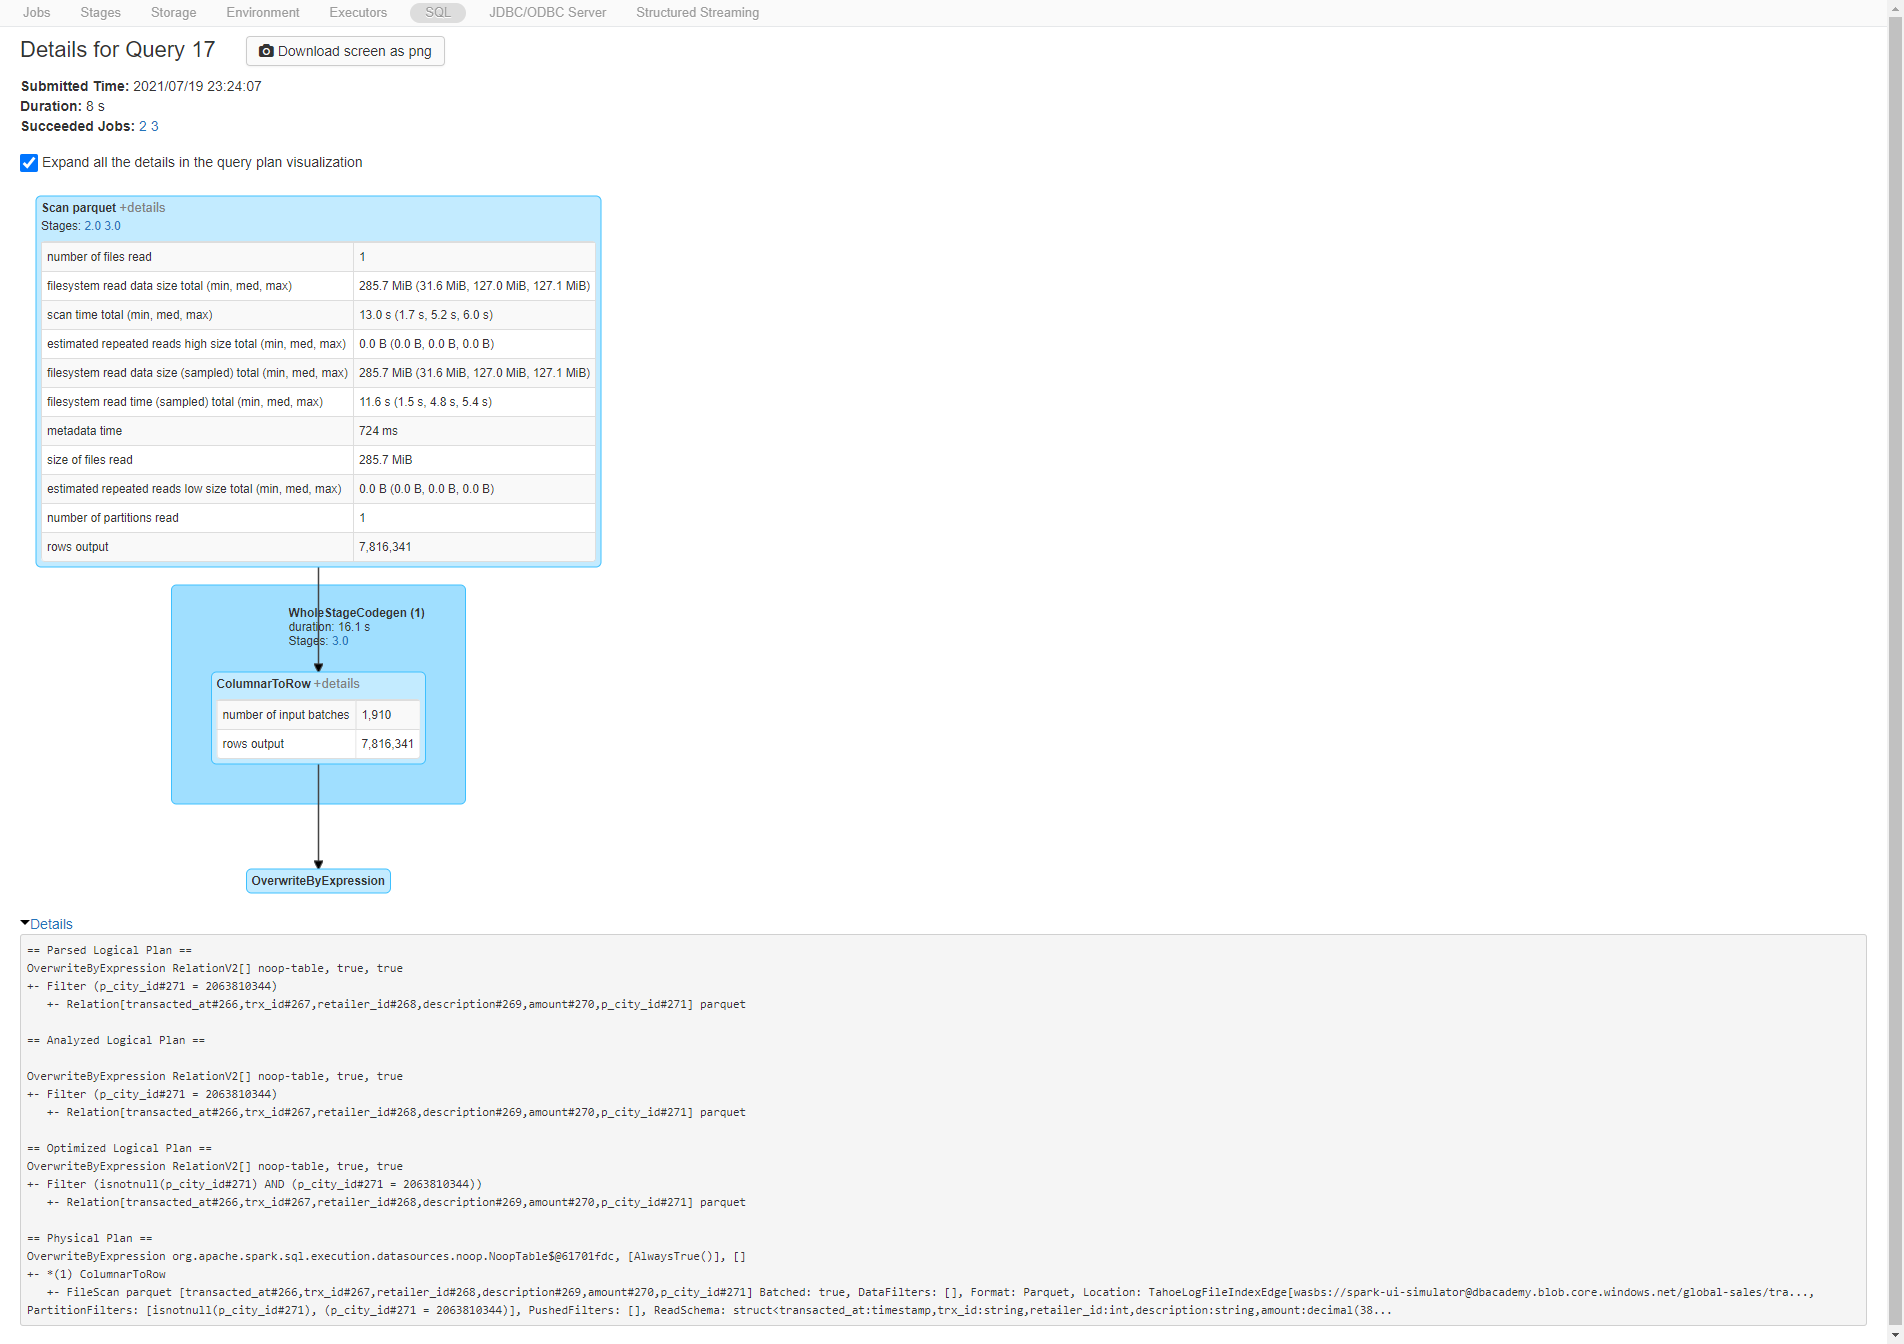 Jobs Stages Storage Environment Executors SQL JDBC/ODBC Server Structured Streaming
Details for Query 17 Download screen as png
Submitted Time: 2021/07/19 23:24:07
Duration: 8 s
Succeeded Jobs: 2 3
Expand all the details in the query plan visualization
Scan parquet +details
Stages: 2.0 3.0
number of files read 1
filesystem read data size total (min, med, max) 285.7 MiB (31.6 MiB, 127.0 MiB, 127.1 MiB)
scan time total (min, med, max) 13.0 s (1.7 s, 5.2 s, 6.0 s)
estimated repeated reads high size total (min, med, max) 0.0 B (0.0 B, 0.0 B, 0.0 B)
filesystem read data size (sampled) total (min, med, max) 285.7 MiB (31.6 MiB, 127.0 MiB, 127.1 MiB)
filesystem read time (sampled) total (min, med, max) 11.6 s (1.5 s, 4.8 s, 5.4 s)
metadata time 724 ms
size of files read 285.7 MiB
estimated repeated reads low size total (min, med, max) 0.0 B (0.0 B, 0.0 B, 0.0 B)
number of partitions read 1
rows output 7,816,341
WholeStageCodegen (1)
duration: 16.1 s
Stages: 3.0
ColumnarToRow +details
number of input batches 1,910
rows output 7,816,341
OverwriteByExpression
Details
== Parsed Logical Plan ==
OverwriteByExpression RelationV2[] noop-table, true, true
+- Filter (p_city_id#271 = 2063810344)
   +- Relation[transacted_at#266,trx_id#267,retailer_id#268,description#269,amount#270,p_city_id#271] parquet
== Analyzed Logical Plan ==
OverwriteByExpression RelationV2[] noop-table, true, true
+- Filter (p_city_id#271 = 2063810344)
   +- Relation[transacted_at#266,trx_id#267,retailer_id#268,description#269,amount#270,p_city_id#271] parquet
== Optimized Logical Plan ==
OverwriteByExpression RelationV2[] noop-table, true, true
+- Filter (isnotnull(p_city_id#271) AND (p_city_id#271 = 2063810344))
   +- Relation[transacted_at#266,trx_id#267,retailer_id#268,description#269,amount#270,p_city_id#271] parquet
== Physical Plan ==
OverwriteByExpression org.apache.spark.sql.execution.datasources.noop.NoopTable$@61701fdc, [AlwaysTrue()], []
+- *(1) ColumnarToRow
   +- FileScan parquet [transacted_at#266,trx_id#267,retailer_id#268,description#269,amount#270,p_city_id#271] Batched: true, DataFilters: [], Format: Parquet, Location: TahoeLogFileIndexEdge[wasbs://spark-ui-simulator@dbacademy.blob.core.windows.net/global-sales/tra...,
PartitionFilters: [isnotnull(p_city_id#271), (p_city_id#271 = 2063810344)], PushedFilters: [], ReadSchema: struct<transacted_at:timestamp,trx_id:string,retailer_id:int,description:string,amount:decimal(38...